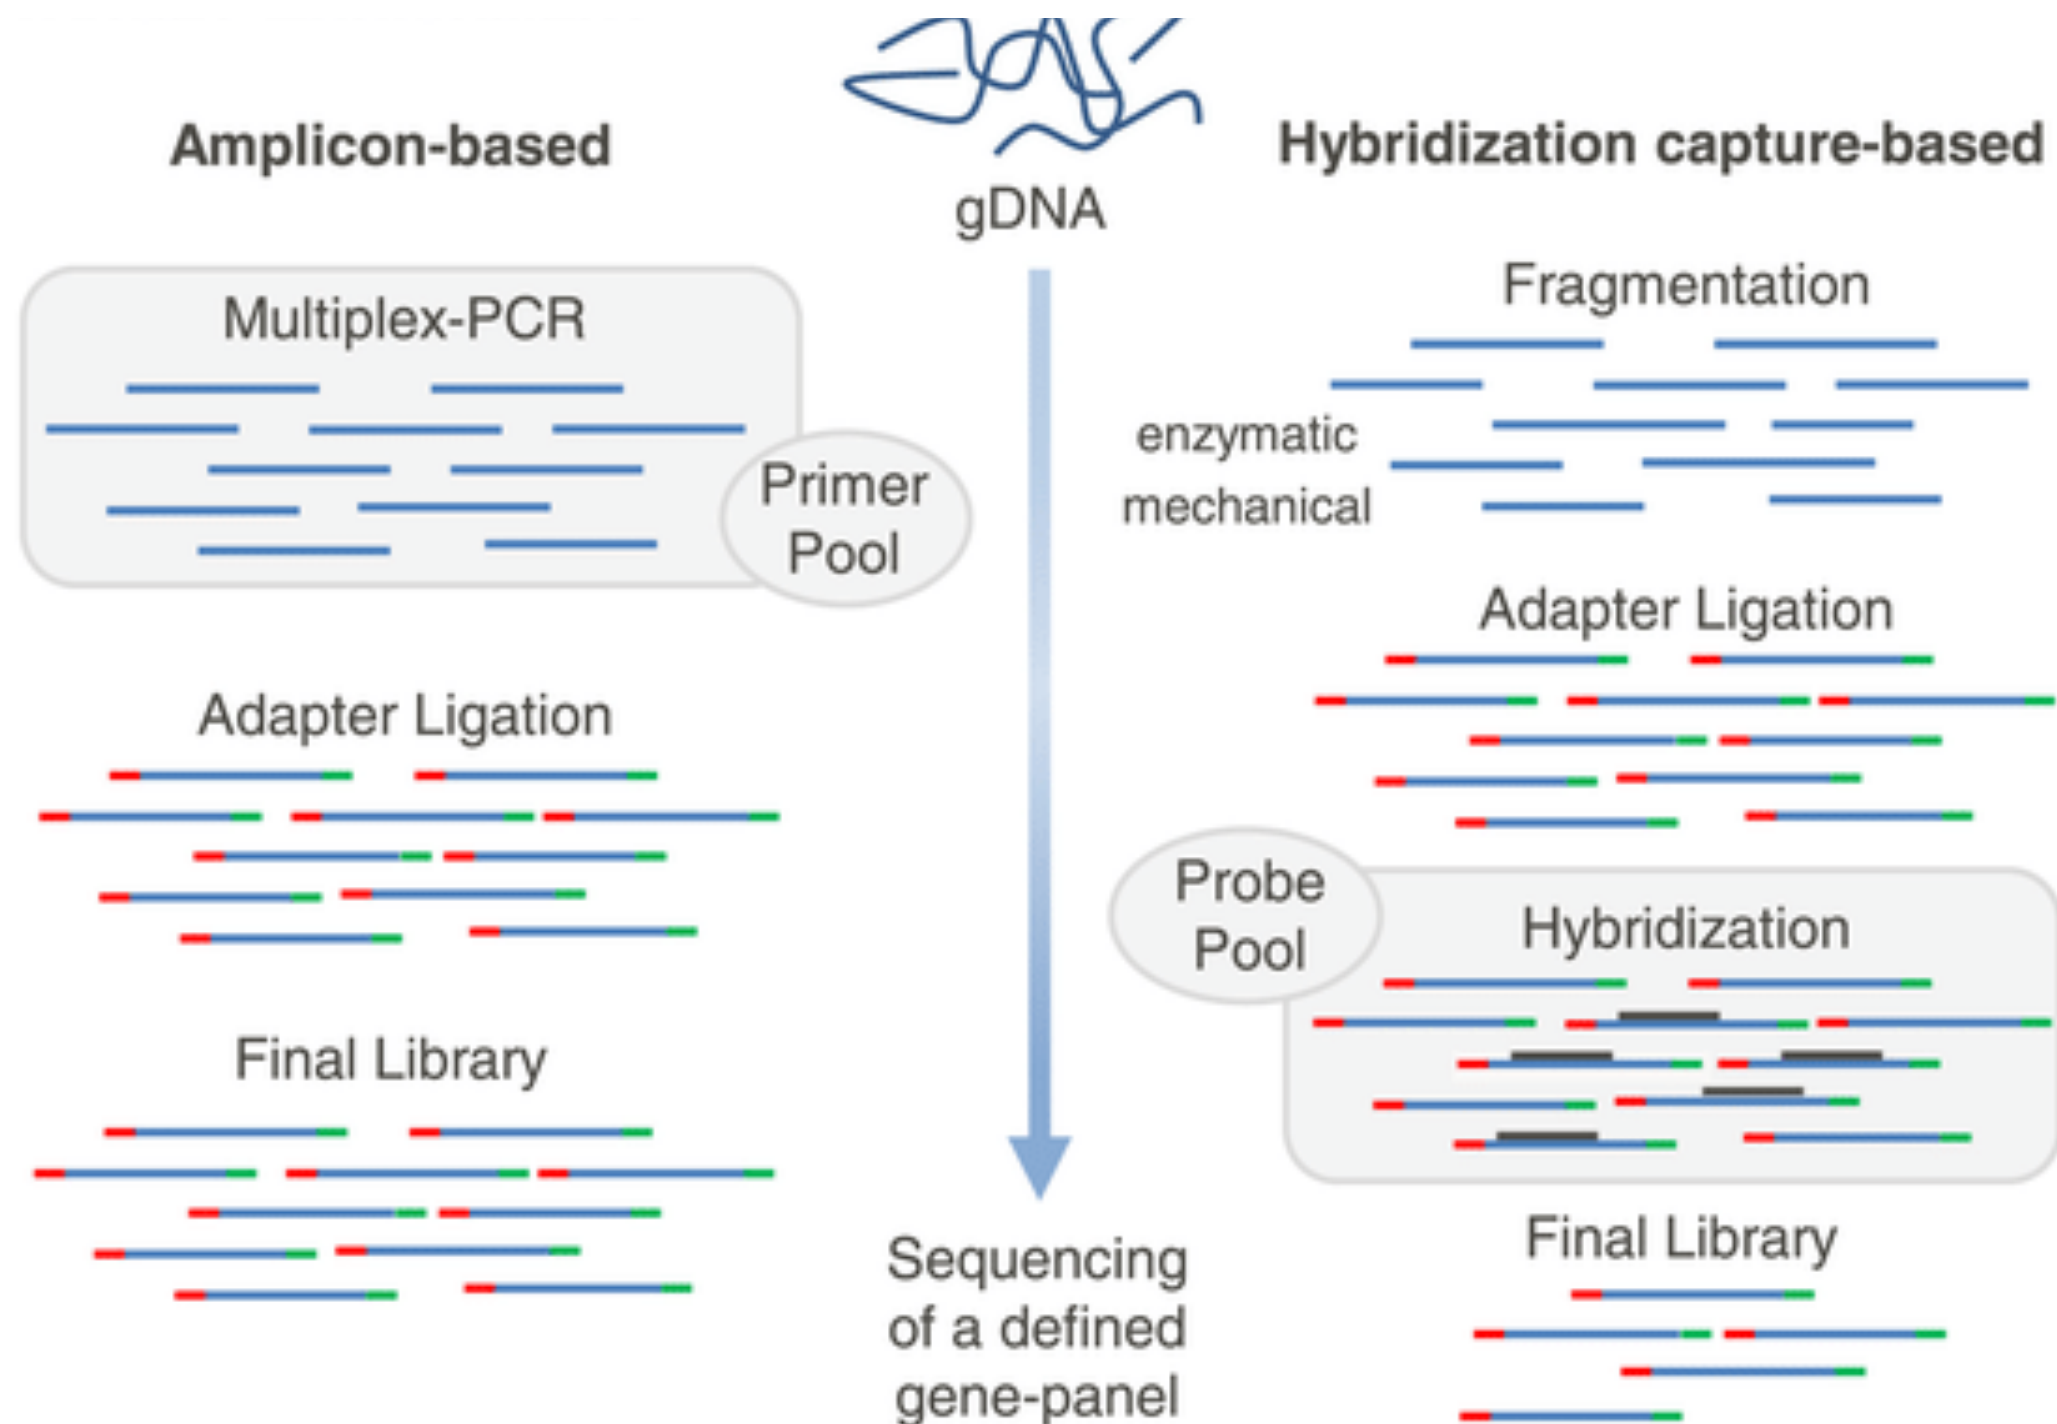 Amplicon-based
gDNA
Hybridization capture-based
Multiplex-PCR
Primer
Pool
Adapter Ligation
Final Library
Fragmentation
enzymatic
mechanical
Adapter Ligation
Probe
Pool
Hybridization
Final Library
Sequencing
of a defined
gene-panel